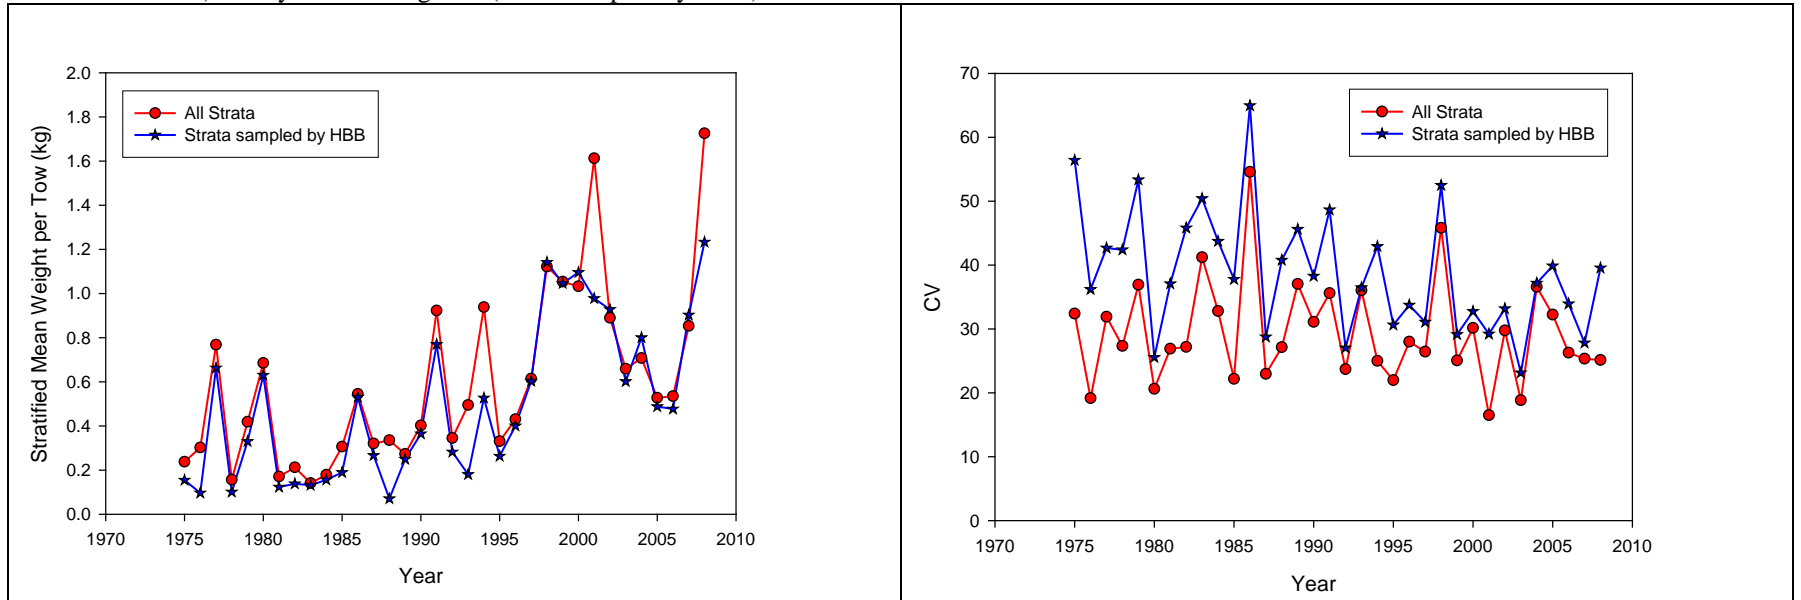 Stratified Mean Weight per Tow (kg)
2.0
1.8
1.6
1.4
1.2
1.0
0.8
0.6
0.4
0.2
0.0
All Strata
Strata sampled by HBB
1970 1975 1980 1985 1990 1995 2000 2005 2010
Year
CV
70
60
50
40
30
20
10
0
All Strata
Strata sampled by HBB
1970 1975 1980 1985 1990 1995 2000 2005 2010
Year